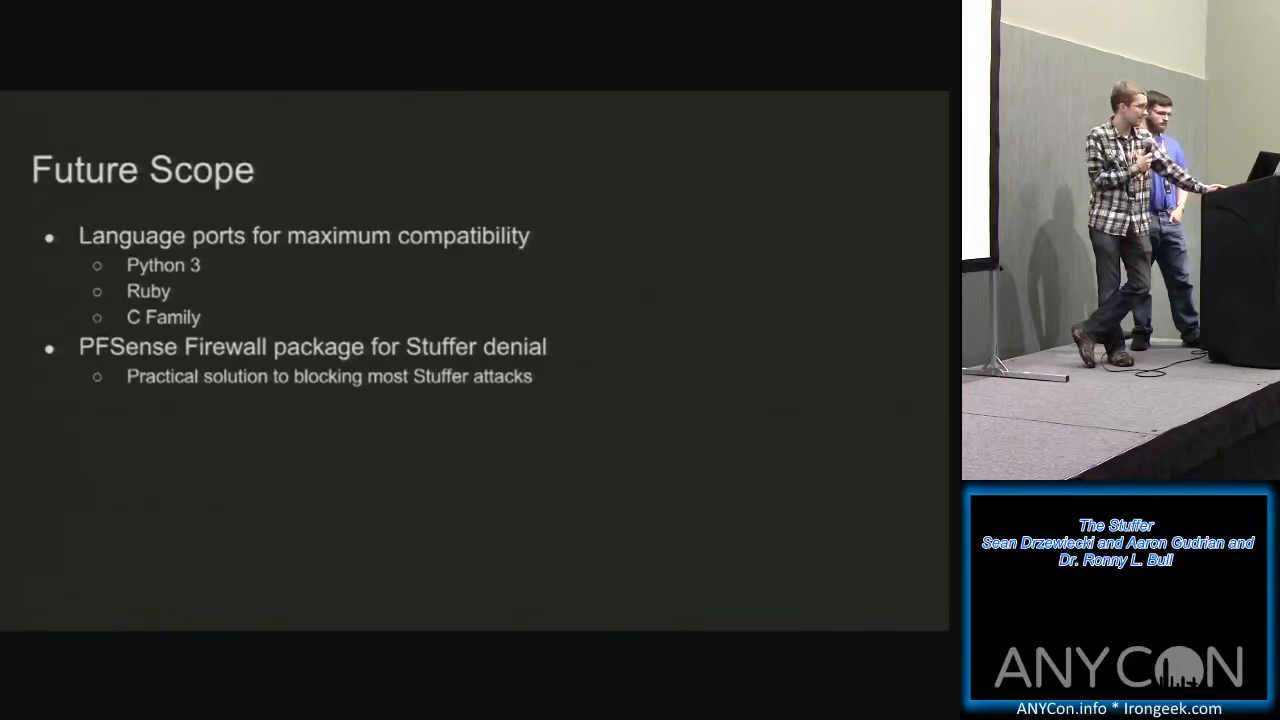 Future Scope
● Language ports for maximum compatibility
○ Python 3
○ Ruby
○ C Family
● PFSense Firewall package for Stuffer denial
○ Practical solution to blocking most Stuffer attacks
The Stuffer
Sean Drzewiecki and Aaron Gudrian and
Dr. Ronny L. Bull
ANYCON
ANYCon.info * Irongeek.com